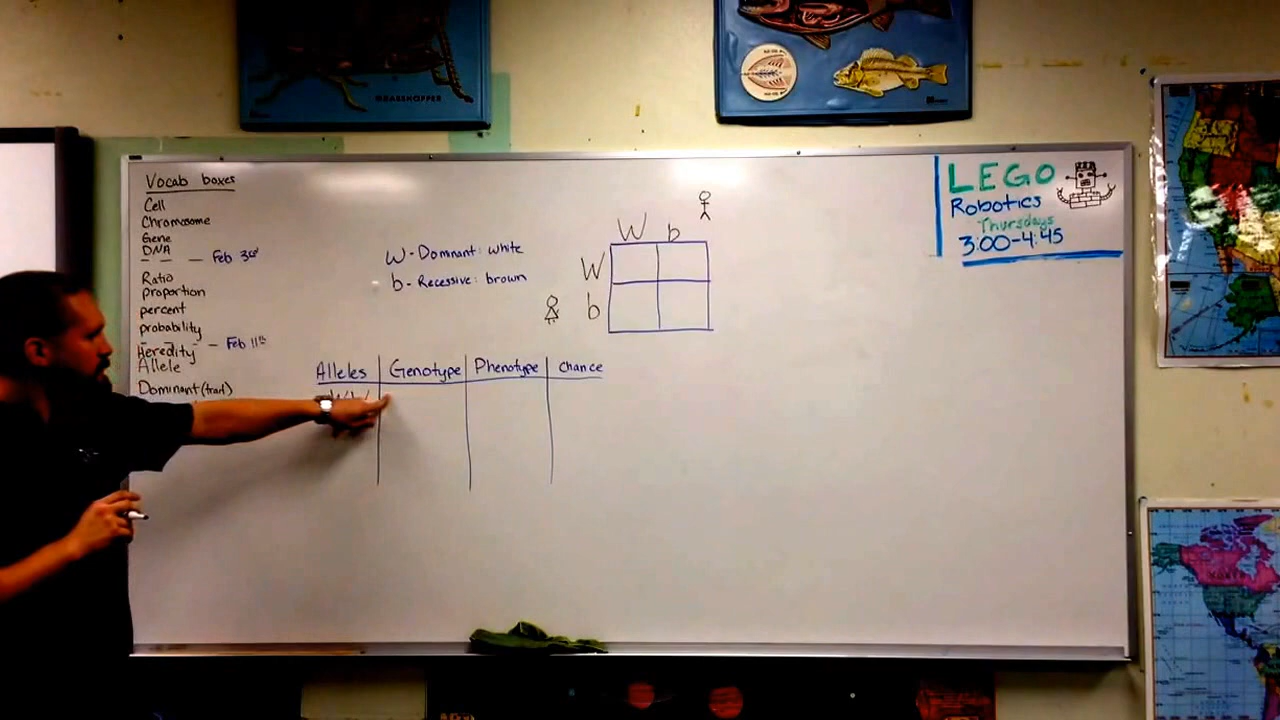 GRASSHOPPER
Vocab boxes
Cell
Chromosome
Gene
DNA
— — — Feb 3rd
Ratio
proportion
percent
probability
— Feb 11th
Heredity
Allele
Dominant (trait)
W - Dominant: white
b - Recessive: brown
W b
W
b
Alleles Genotype Phenotype Chance
LEGO
Robotics
Thursdays
3:00-4:45